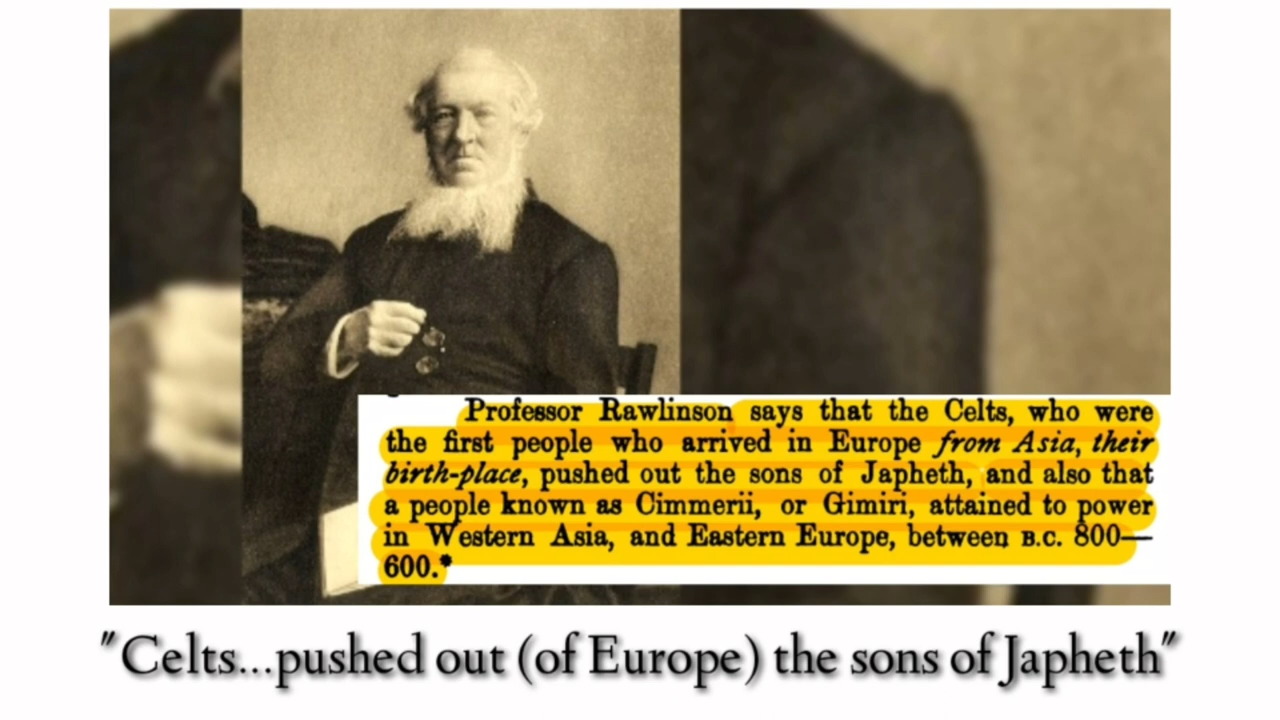 Professor Rawlinson says that the Celts, who were
the first people who arrived in Europe from Asia, their
birth-place, pushed out the sons of Japheth, and also that
a people known as Cimmerii, or Gimiri, attained to power
in Western Asia, and Eastern Europe, between B.C. 800—
600.*
"Celts...pushed out (of Europe) the sons of Japheth"